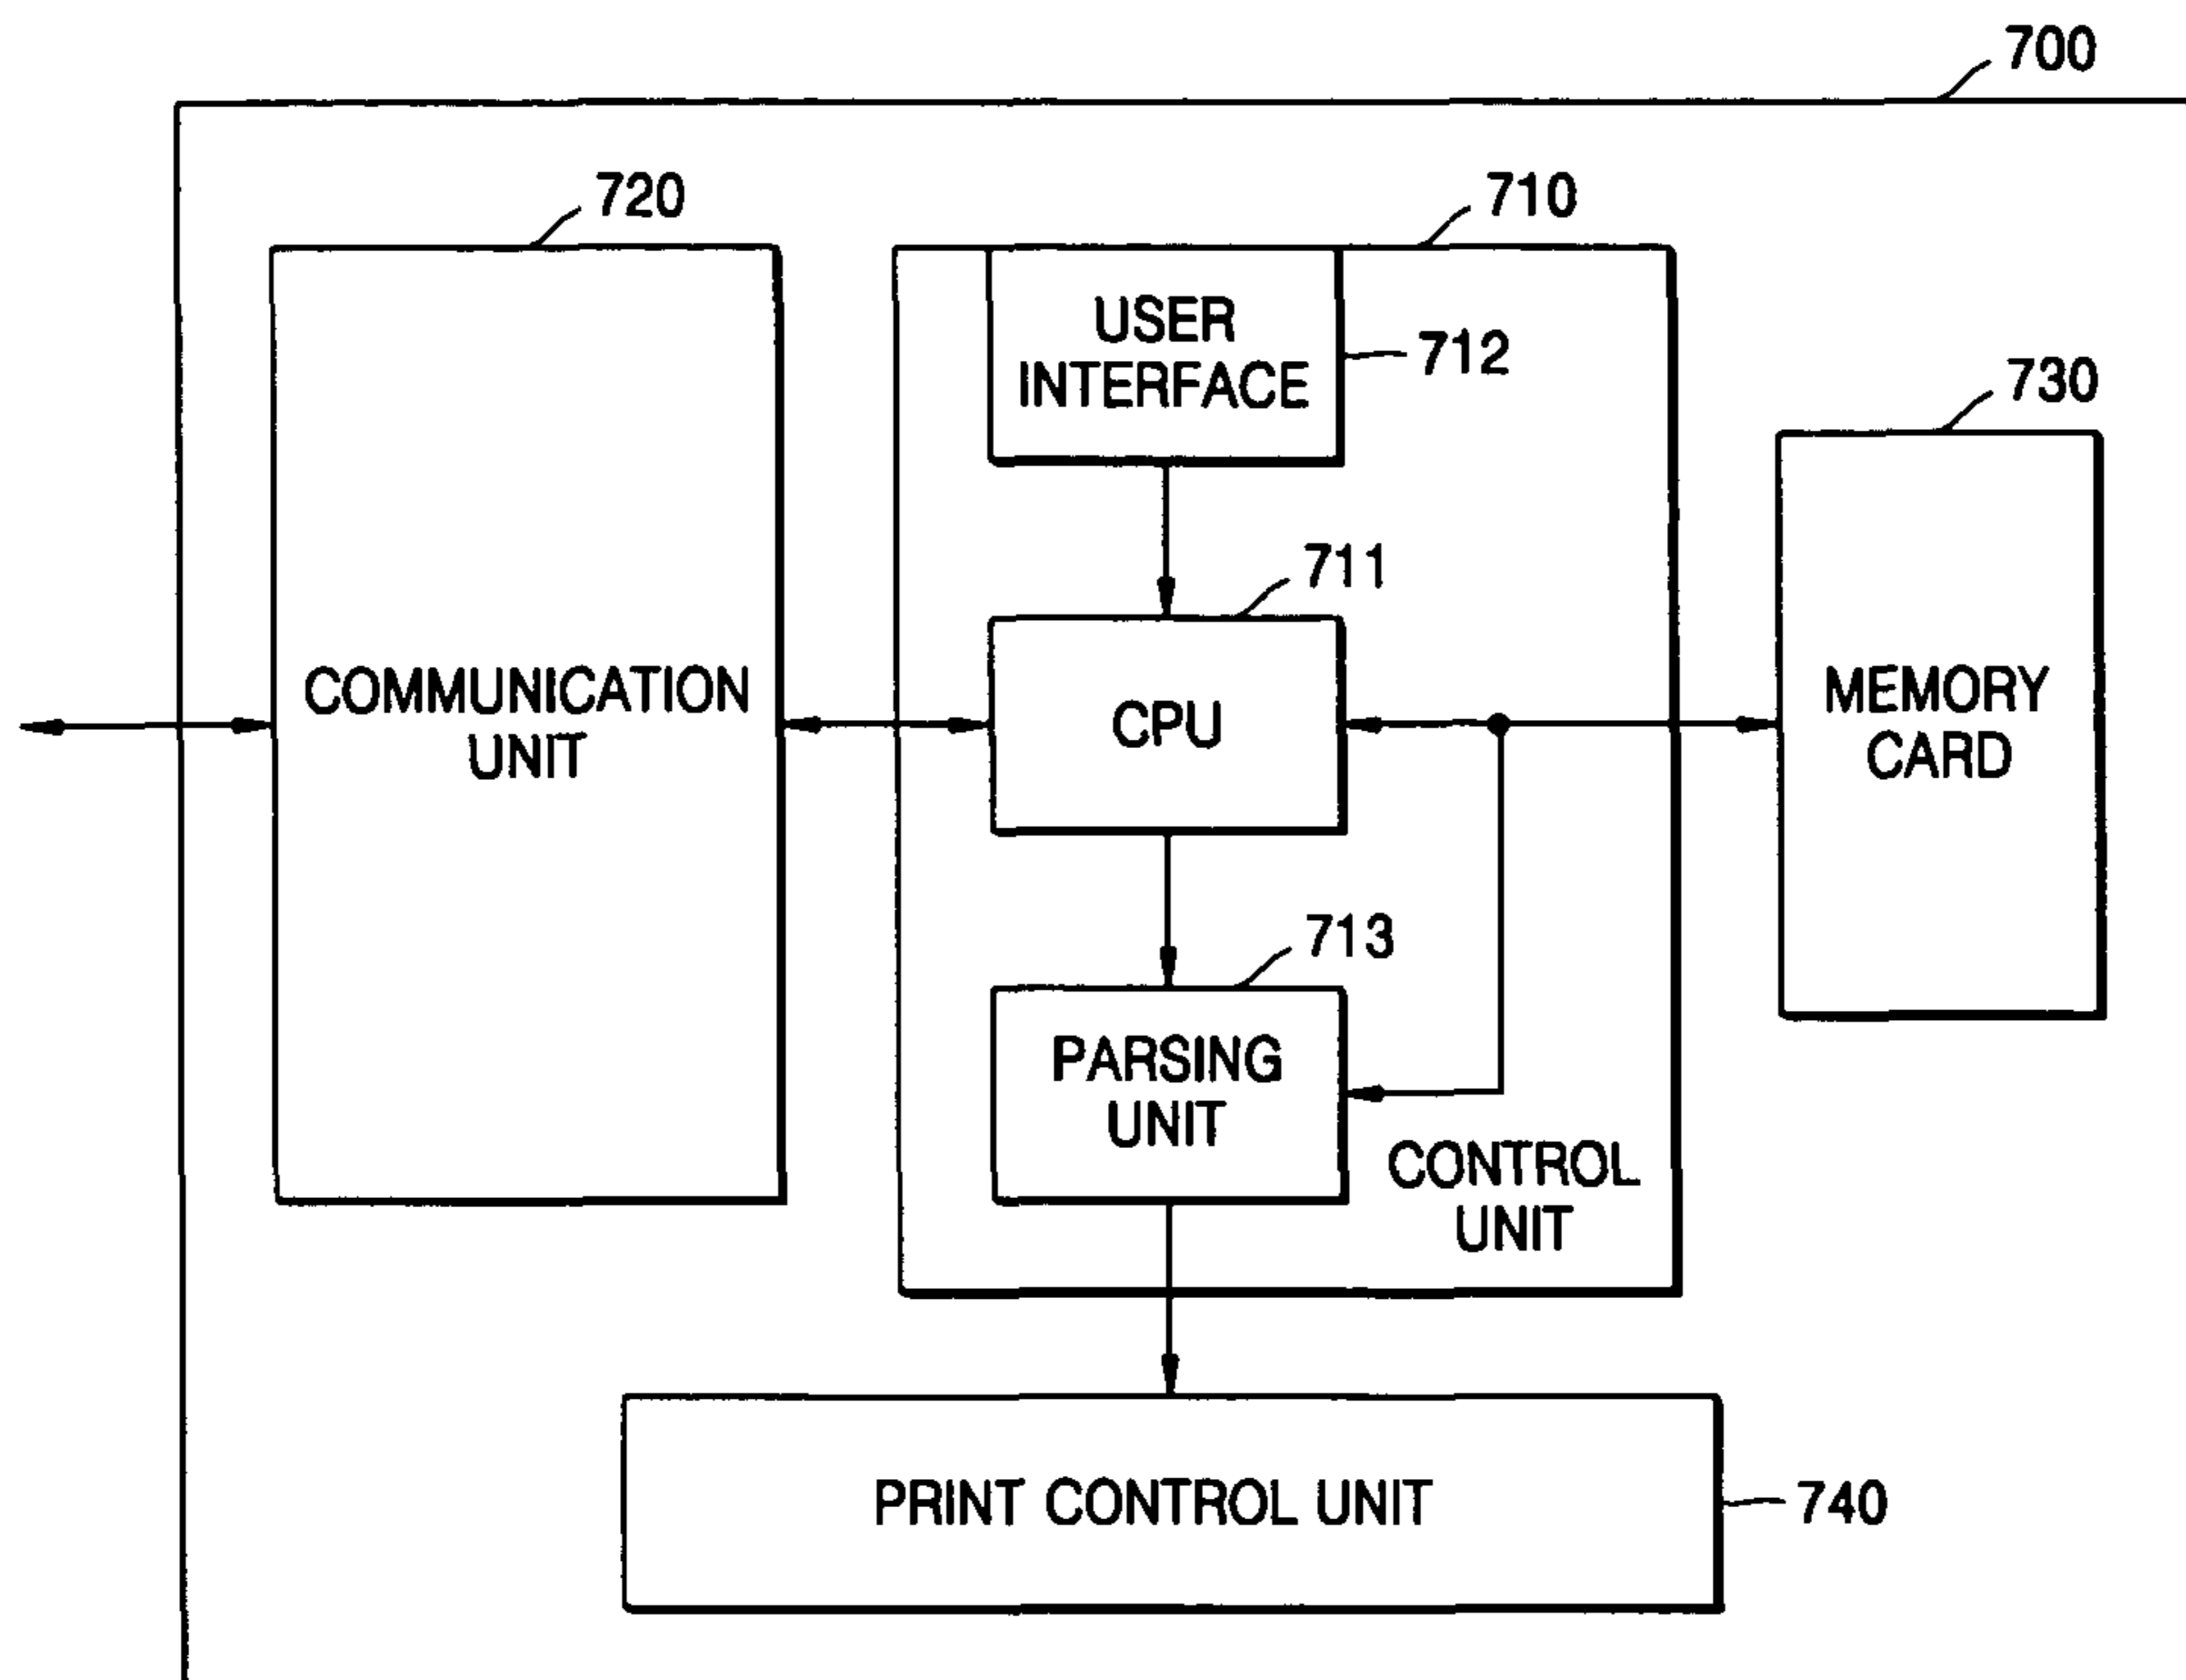 700
720
710
USER
INTERFACE
712
730
711
COMMUNICATION
UNIT
CPU
MEMORY
CARD
713
PARSING
UNIT
CONTROL
UNIT
PRINT CONTROL UNIT
740